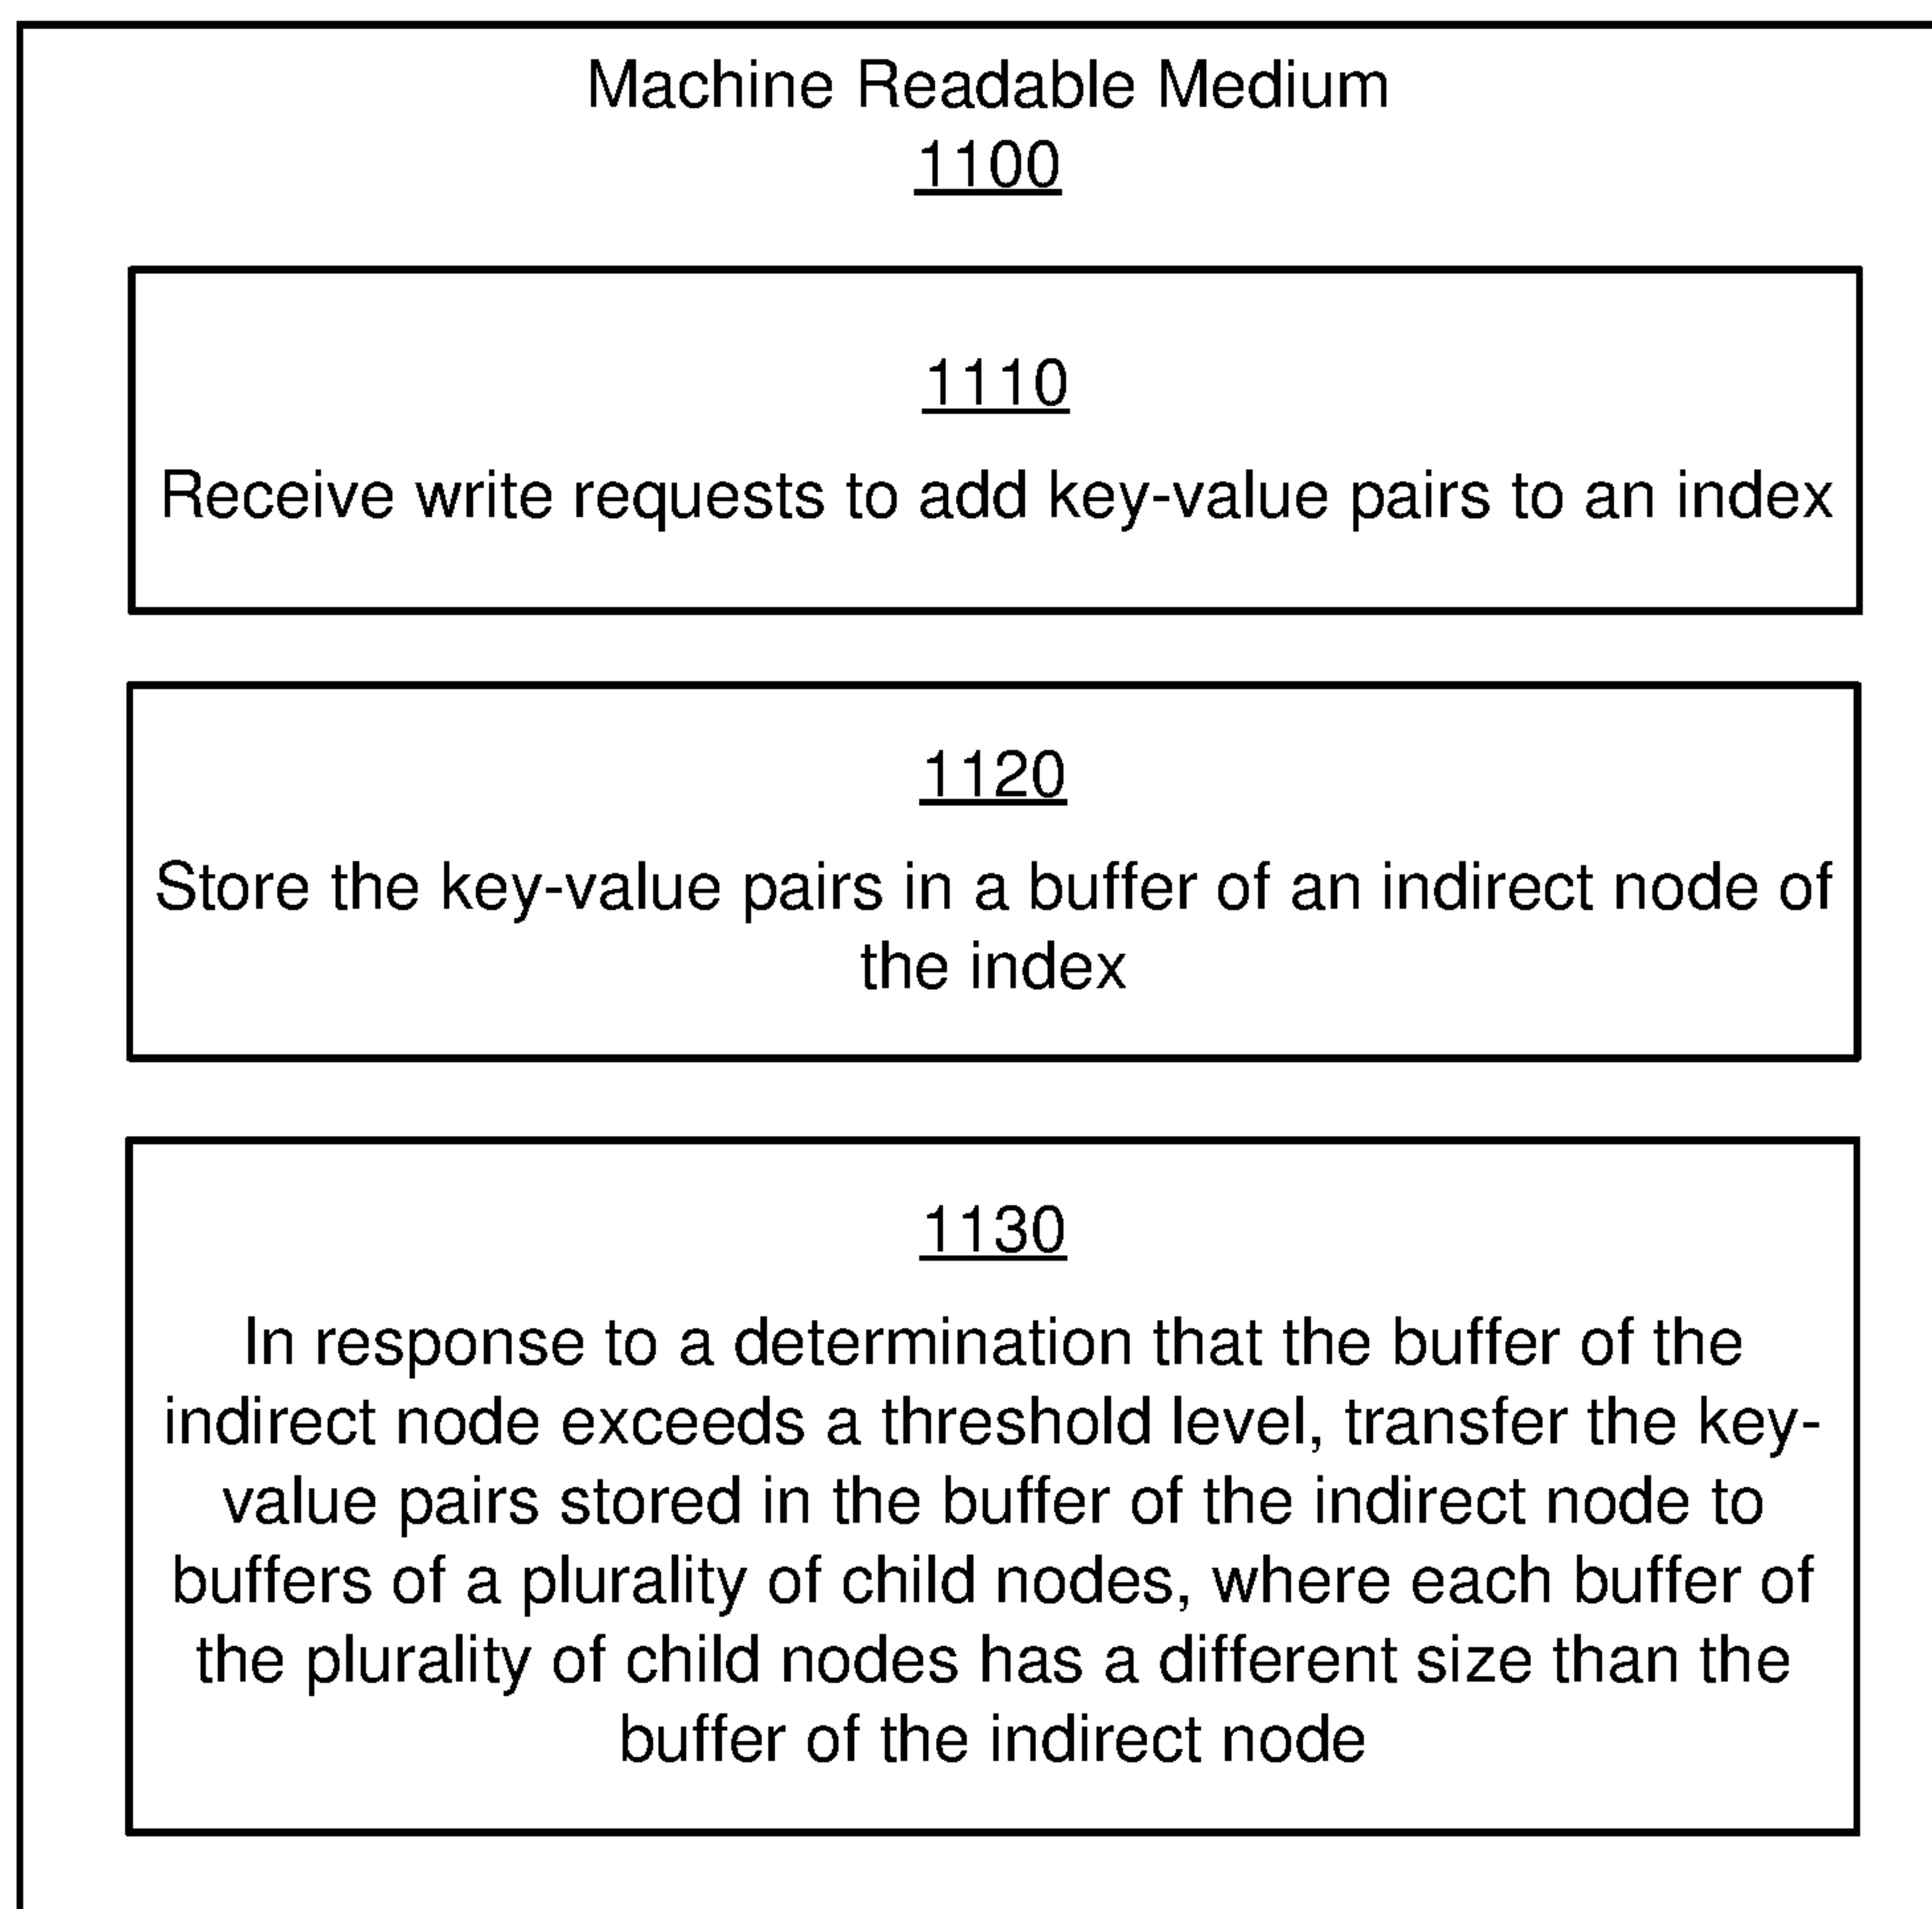 Machine Readable Medium
1100
1110
Receive write requests to add key-value pairs to an index
1120
Store the key-value pairs in a buffer of an indirect node of
the index
1130
In response to a determination that the buffer of the
indirect node exceeds a threshold level, transfer the key-
value pairs stored in the buffer of the indirect node to
buffers of a plurality of child nodes, where each buffer of
the plurality of child nodes has a different size than the
buffer of the indirect node